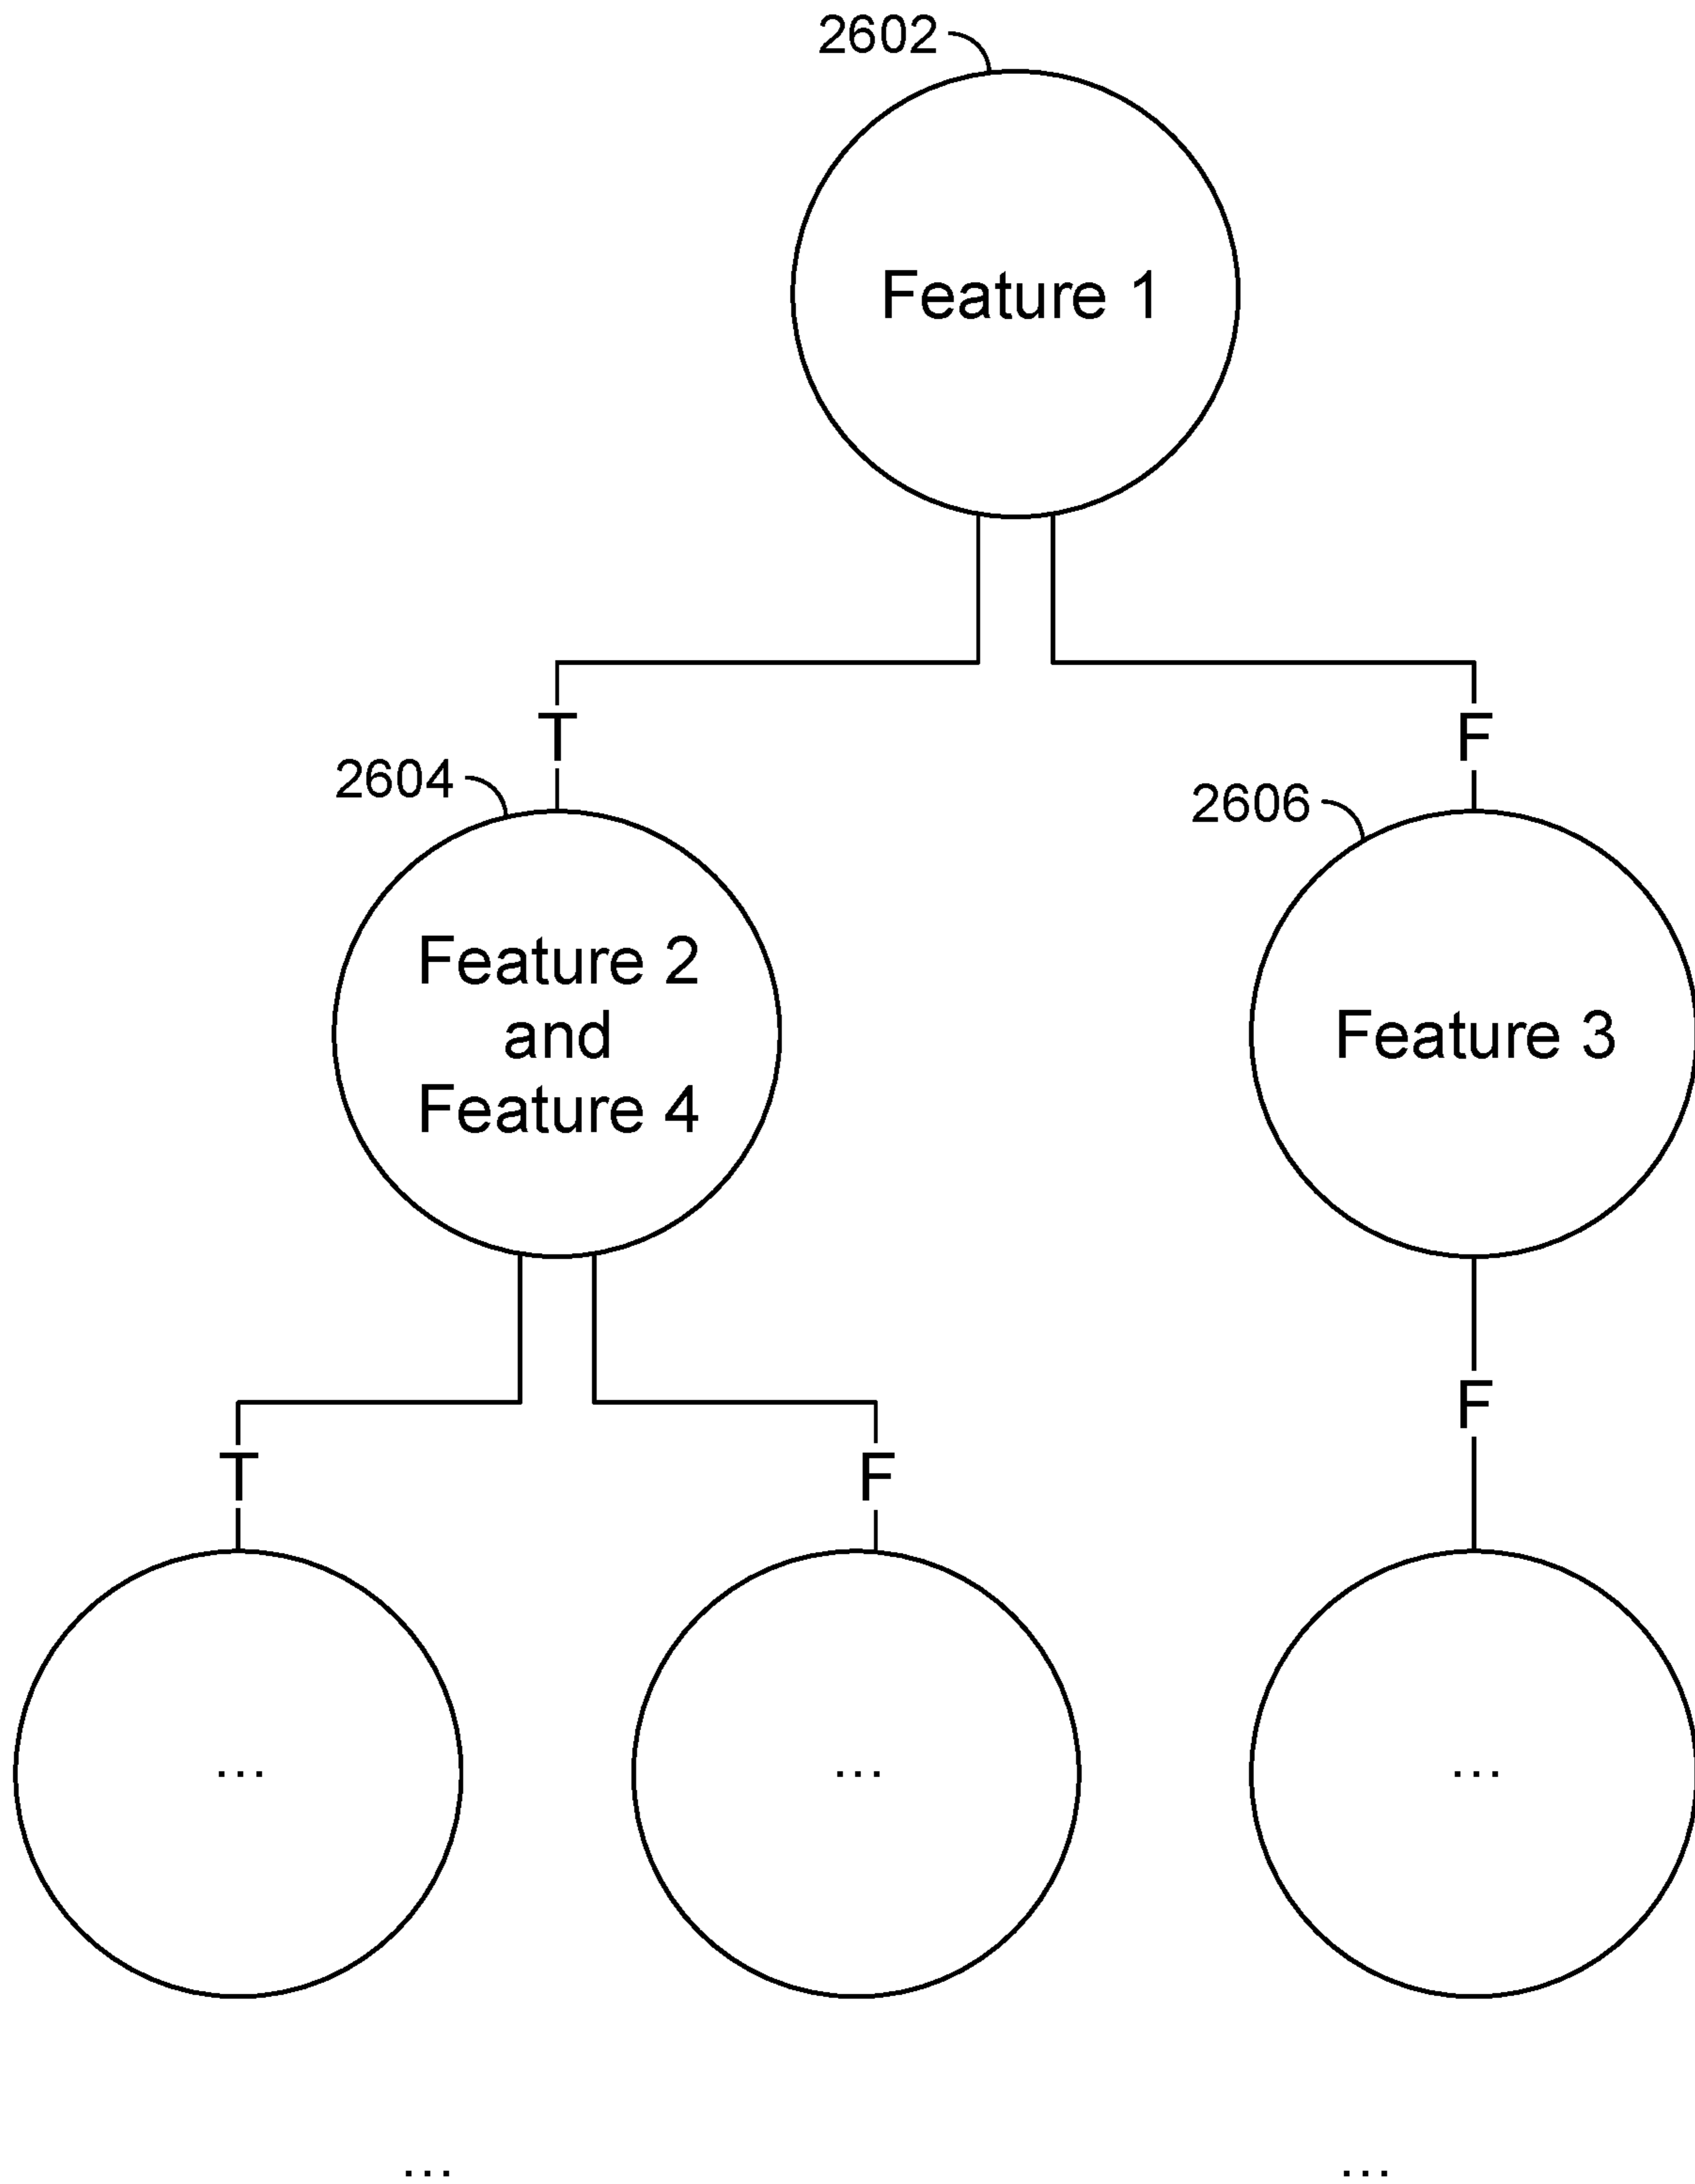 2602
Feature 1
T
F
2604
2606
Feature 2
and
Feature 4
Feature 3
F
T
F
...
...
...
...
...